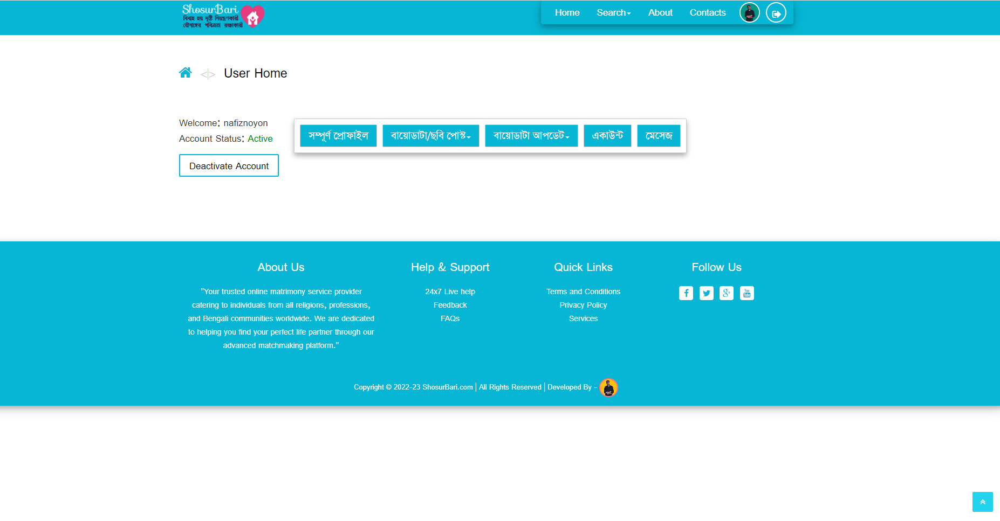 ShosurBari
বিবাহ হয় দৃষ্টি নিয়ন্ত্রণকারী
যৌনাঙ্গের পবিত্রতা রক্ষাকারী
Home Search About Contacts
User Home
Welcome: nafiznoyon
Account Status: Active
Deactivate Account
সম্পূর্ণ প্রোফাইল বায়োডাটা/ছবি পোস্ট বায়োডাটা আপডেট একাউন্ট মেসেজ
About Us
"Your trusted online matrimony service provider
catering to individuals from all religions, professions,
and Bengali communities worldwide. We are dedicated
to helping you find your perfect life partner through our
advanced matchmaking platform."
Help & Support
24x7 Live help
Feedback
FAQs
Quick Links
Terms and Conditions
Privacy Policy
Services
Follow Us
You Tube
Copyright © 2022-23 ShosurBari.com | All Rights Reserved | Developed By -